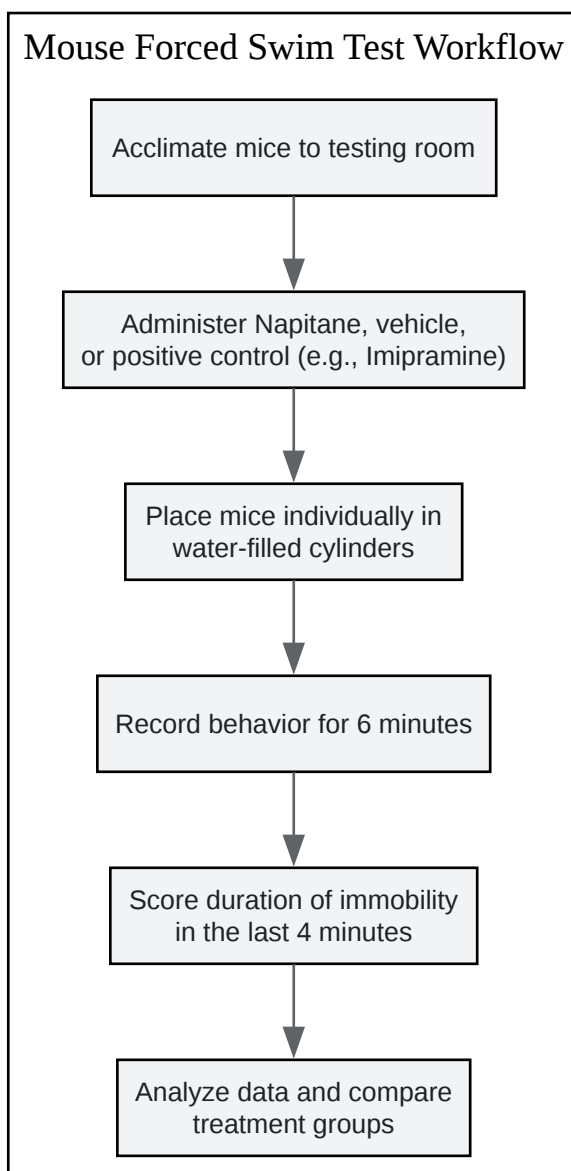 Mouse Forced Swim Test Workflow
Acclimate mice to testing room
Administer Napitane, vehicle,
or positive control (e.g., Imipramine)
Place mice individually in
water-filled cylinders
Record behavior for 6 minutes
Score duration of immobility
in the last 4 minutes
Analyze data and compare
treatment groups